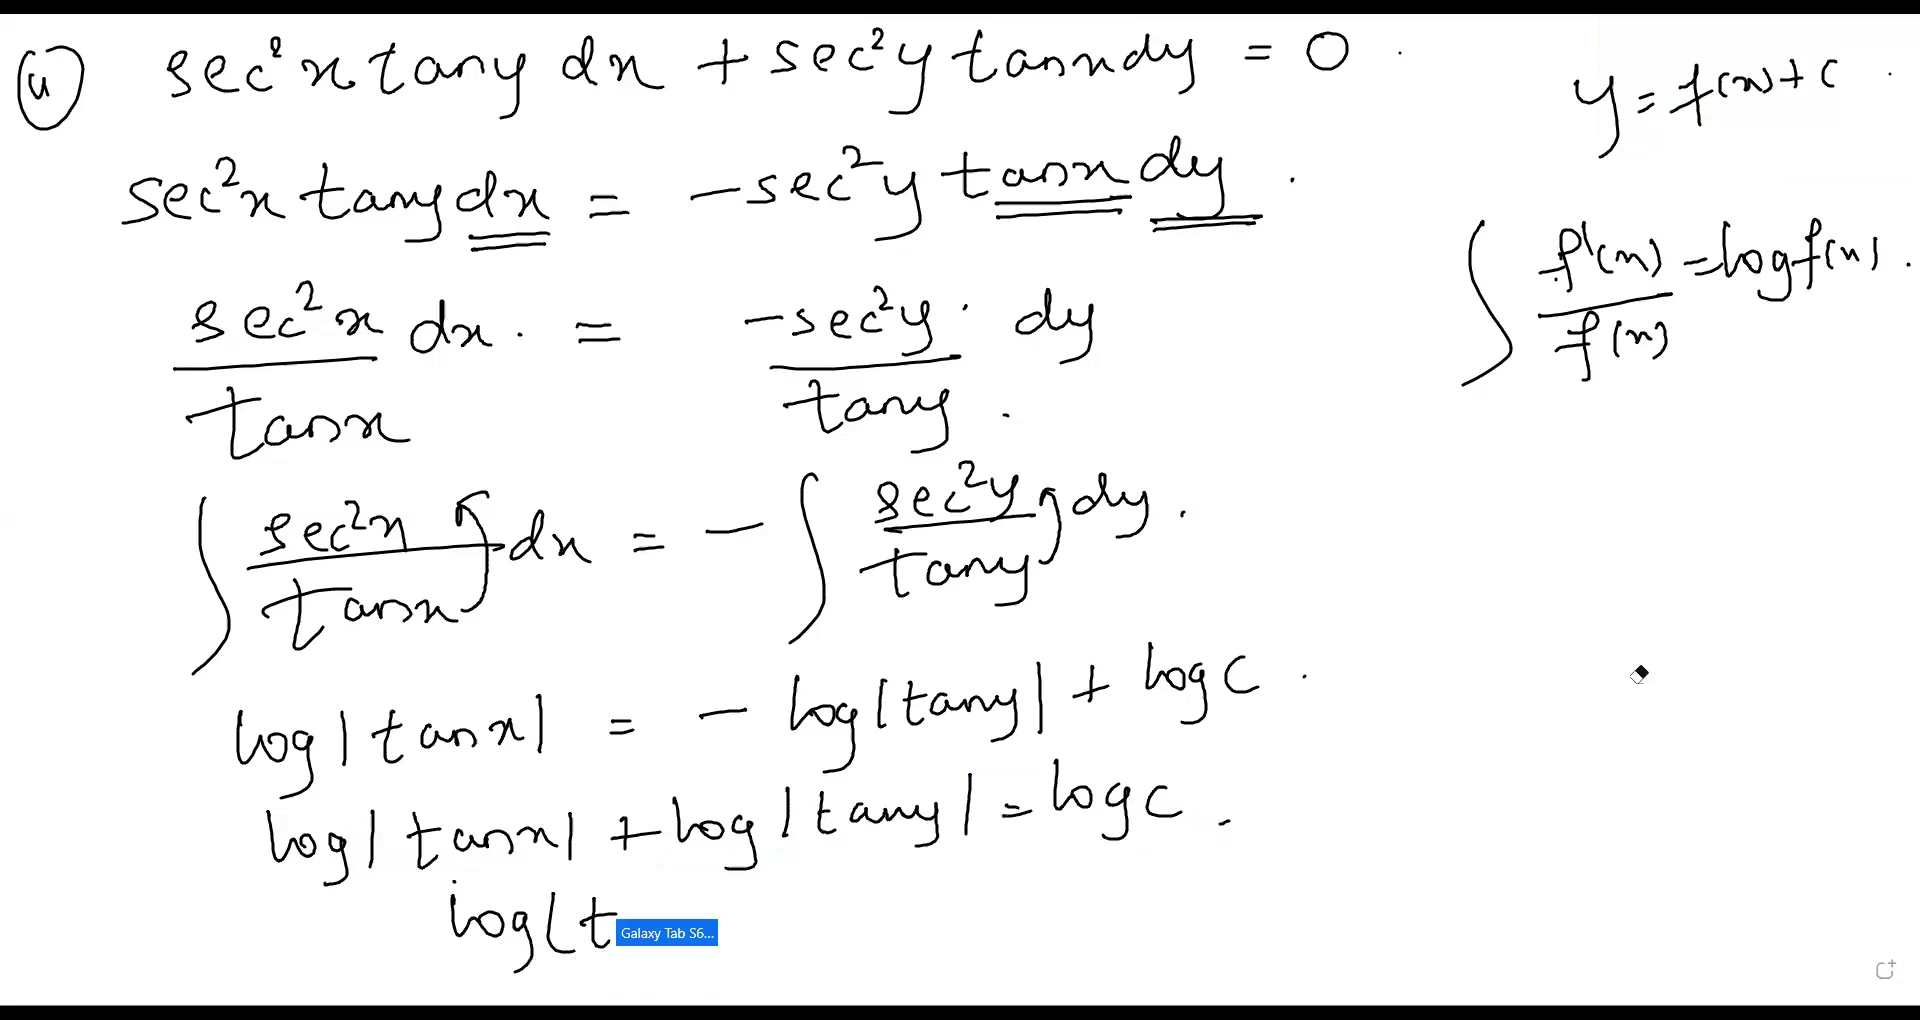 (ii) sec²x tany dx + sec²y tanx dy = 0
y = f(x) + c
sec²x tany dx = -sec²y tanx dy
∫ f'(x)/f(x) = log f(x)
sec²x/tanx dx = -sec²y/tany dy
∫ sec²x/tanx dx = - ∫ sec²y/tany dy
log|tanx| = - log|tany| + log c
log|tanx| + log|tany| = log c
log(t
Galaxy Tab S6...